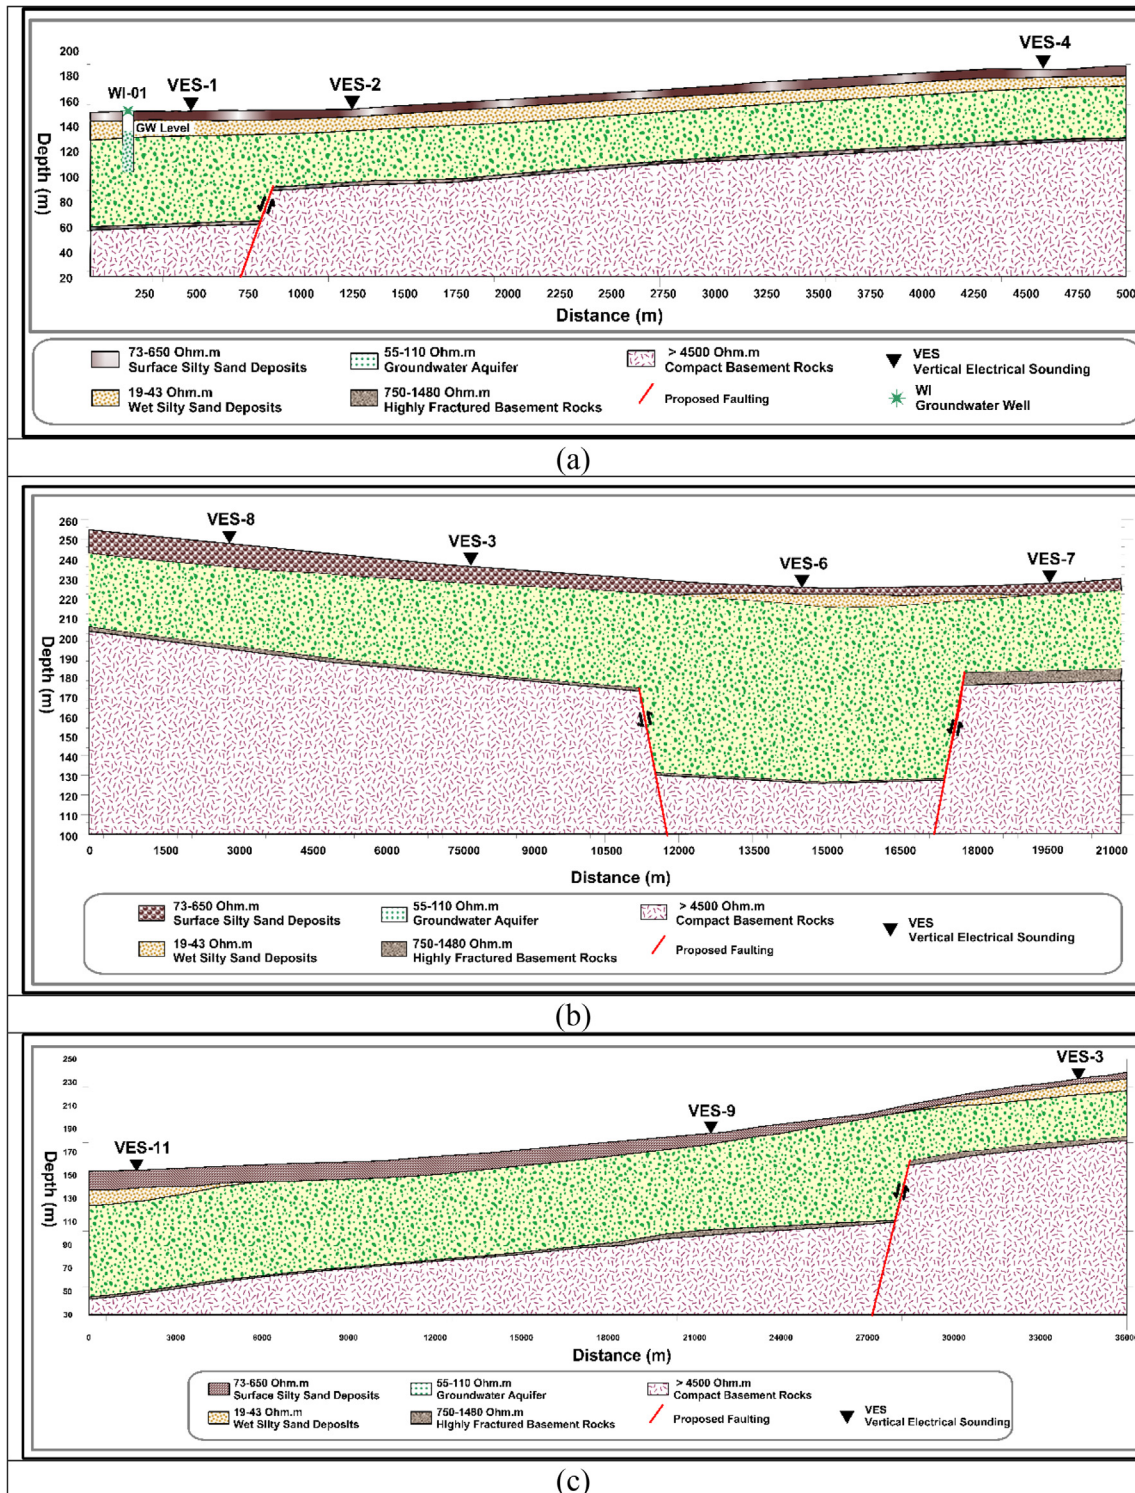 200
180
160
140
120
100
80
60
40
20
Depth (m)
WI-01
VES-1
VES-2
VES-4
GW Level
250 500 750 1000 1250 1500 1750 2000 2250 2500 2750 3000 3250 3500 3750 4000 4250 4500 4750 500
Distance (m)
73-650 Ohm.m
Surface Silty Sand Deposits
55-110 Ohm.m
Groundwater Aquifer
> 4500 Ohm.m
Compact Basement Rocks
VES
Vertical Electrical Sounding
19-43 Ohm.m
Wet Silty Sand Deposits
750-1480 Ohm.m
Highly Fractured Basement Rocks
Proposed Faulting
WI
Groundwater Well
(a)
260
250
240
230
220
210
200
190
180
170
160
150
140
130
120
110
100
Depth (m)
VES-8
VES-3
VES-6
VES-7
0 1500 3000 4500 6000 75000 9000 10500 12000 13500 15000 16500 18000 19500 21000
Distance (m)
73-650 Ohm.m
Surface Silty Sand Deposits
55-110 Ohm.m
Groundwater Aquifer
> 4500 Ohm.m
Compact Basement Rocks
VES
Vertical Electrical Sounding
19-43 Ohm.m
Wet Silty Sand Deposits
750-1480 Ohm.m
Highly Fractured Basement Rocks
Proposed Faulting
(b)
250
230
210
190
170
150
130
110
90
70
50
30
Depth (m)
VES-11
VES-9
VES-3
0 3000 6000 9000 12000 15000 18000 21000 24000 27000 30000 33000 36000
Distance (m)
73-650 Ohm.m
Surface Silty Sand Deposits
55-110 Ohm.m
Groundwater Aquifer
> 4500 Ohm.m
Compact Basement Rocks
19-43 Ohm.m
Wet Silty Sand Deposits
750-1480 Ohm.m
Highly Fractured Basement Rocks
Proposed Faulting
VES
Vertical Electrical Sounding
(c)